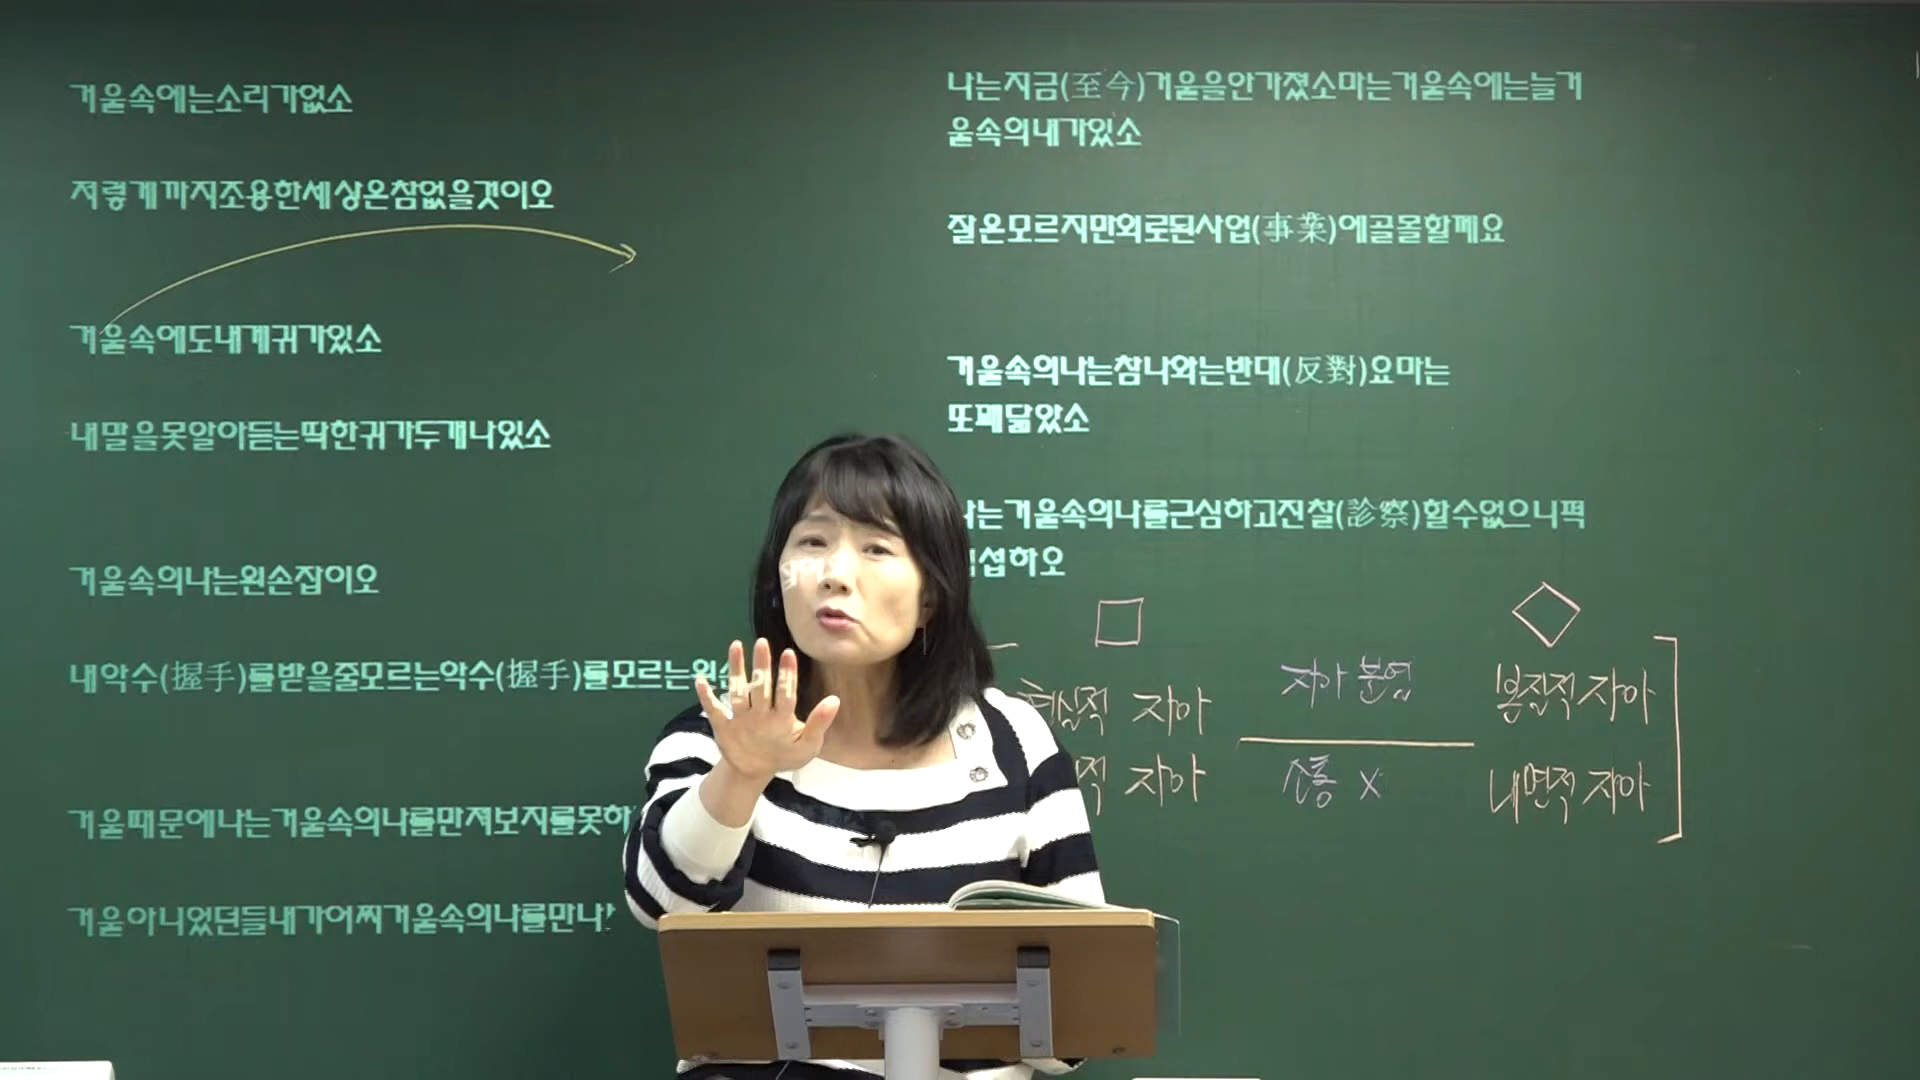 거울속에는소리가없소
저렇게까지조용한세상은참없을것이오
거울속에도내게귀가있소
내말을못알아듣는딱한귀가두개나있소
거울속의나는왼손잡이오
내악수(握手)를받을줄모르는악수(握手)를모르는왼손
거울때문에나는거울속의나를만져보지를못하
거울아니었던들내가어찌거울속의나를만나
나는지금(至今)거울을안가졌소마는거울속에는늘거
울속의내가있소
잘은모르지만외로된사업(事業)에골몰할께요
거울속의나는참나와는반대(反對)요마는
또꽤닮았소
나는거울속의나를근심하고진찰(診察)할수없으니퍽
섭하오
현실적 자아
자아 분열
본질적 자아
적 자아
소통 X
내면적 자아